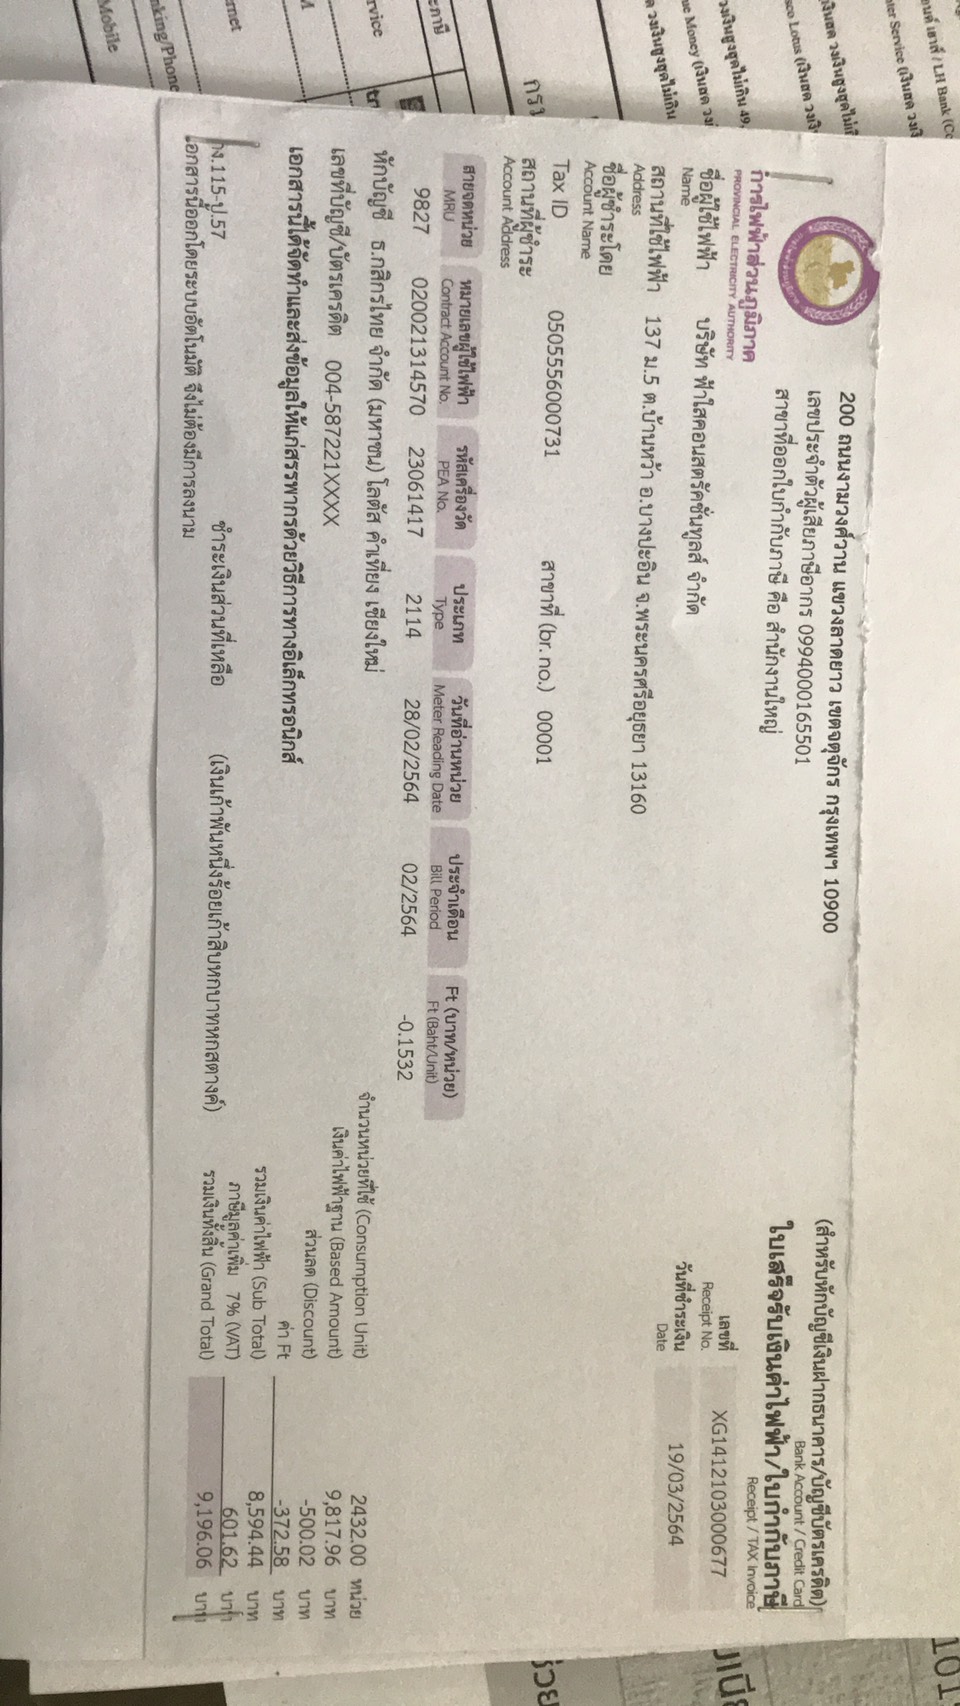 200 ถนนงามวงศ์วาน แขวงลาดยาว เขตจตุจักร กรุงเทพฯ 10900
เลขประจำตัวผู้เสียภาษีอากร 0994000165501
สาขาที่ออกใบกำกับภาษี คือ สำนักงานใหญ่
การไฟฟ้าส่วนภูมิภาค
PROVINCIAL ELECTRICITY AUTHORITY
(สำหรับหักบัญชีเงินฝากธนาคาร/บัญชีบัตรเครดิต)
Bank Account / Credit Card
ใบเสร็จรับเงินค่าไฟฟ้า/ใบกำกับภาษี
Receipt / TAX Invoice
เลขที่ XG1412103000677
Receipt No.
วันที่ชำระเงิน 19/03/2564
Date
ชื่อผู้ใช้ไฟฟ้า บริษัท ฟ้าใสคอนสตรัคชั่นทูลส์ จำกัด
Name
สถานที่ใช้ไฟฟ้า 137 ม.5 ต.บ้านหว้า อ.บางปะอิน จ.พระนครศรีอยุธยา 13160
Address
ชื่อผู้ชำระโดย
Account Name
Tax ID 0505556000731 สาขาที่ (br. no.) 00001
สถานที่ผู้ชำระ
Account Address
สายจดหน่วย หมายเลขผู้ใช้ไฟฟ้า รหัสเครื่องวัด ประเภท วันที่อ่านหน่วย ประจำเดือน Ft (บาท/หน่วย)
MRU Contract Account No. PEA No. Type Meter Reading Date Bill Period Ft (Baht/Unit)
9827 020021314570 23061417 2114 28/02/2564 02/2564 -0.1532
หักบัญชี ธ.กสิกรไทย จำกัด (มหาชน) โลตัส คำเที่ยง เชียงใหม่
เลขที่บัญชี/บัตรเครดิต 004-587221XXXX
เอกสารนี้ได้จัดทำและส่งข้อมูลให้แก่สรรพากรด้วยวิธีการทางอิเล็กทรอนิกส์
จำนวนหน่วยที่ใช้ (Consumption Unit) 2432.00 หน่วย
เงินค่าไฟฟ้าฐาน (Based Amount) 9,817.96 บาท
ส่วนลด (Discount) -500.02 บาท
ค่า Ft -372.58 บาท
รวมเงินค่าไฟฟ้า (Sub Total) 8,594.44 บาท
ภาษีมูลค่าเพิ่ม 7% (VAT) 601.62 บาท
รวมเงินทั้งสิ้น (Grand Total) 9,196.06 บาท
ชำระเงินส่วนที่เหลือ (เงินเก้าพันหนึ่งร้อยเก้าสิบหกบาทหกสตางค์)
กง.115-ป.57
เอกสารนี้ออกโดยระบบอัตโนมัติ จึงไม่ต้องมีการลงนาม